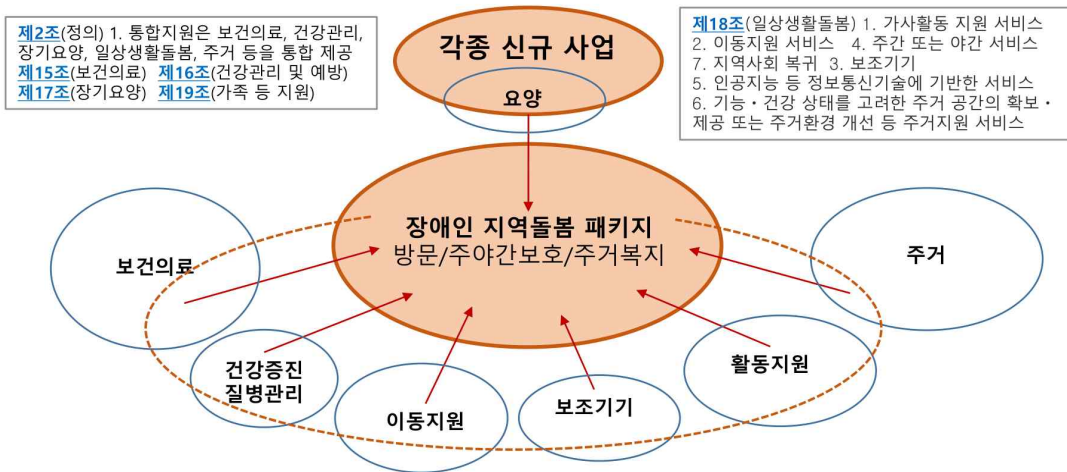 제2조(정의) 1. 통합지원은 보건의료, 건강관리,
장기요양, 일상생활돌봄, 주거 등을 통합 제공
제15조(보건의료) 제16조(건강관리 및 예방)
제17조(장기요양) 제19조(가족 등 지원)
각종 신규 사업
요양
제18조(일상생활돌봄) 1. 가사활동 지원 서비스
2. 이동지원 서비스 4. 주간 또는 야간 서비스
7. 지역사회 복귀 3. 보조기기
5. 인공지능 등 정보통신기술에 기반한 서비스
6. 기능・건강 상태를 고려한 주거 공간의 확보・
제공 또는 주거환경 개선 등 주거지원 서비스
장애인 지역돌봄 패키지
방문/주야간보호/주거복지
보건의료
주거
건강증진
질병관리
이동지원
보조기기
활동지원